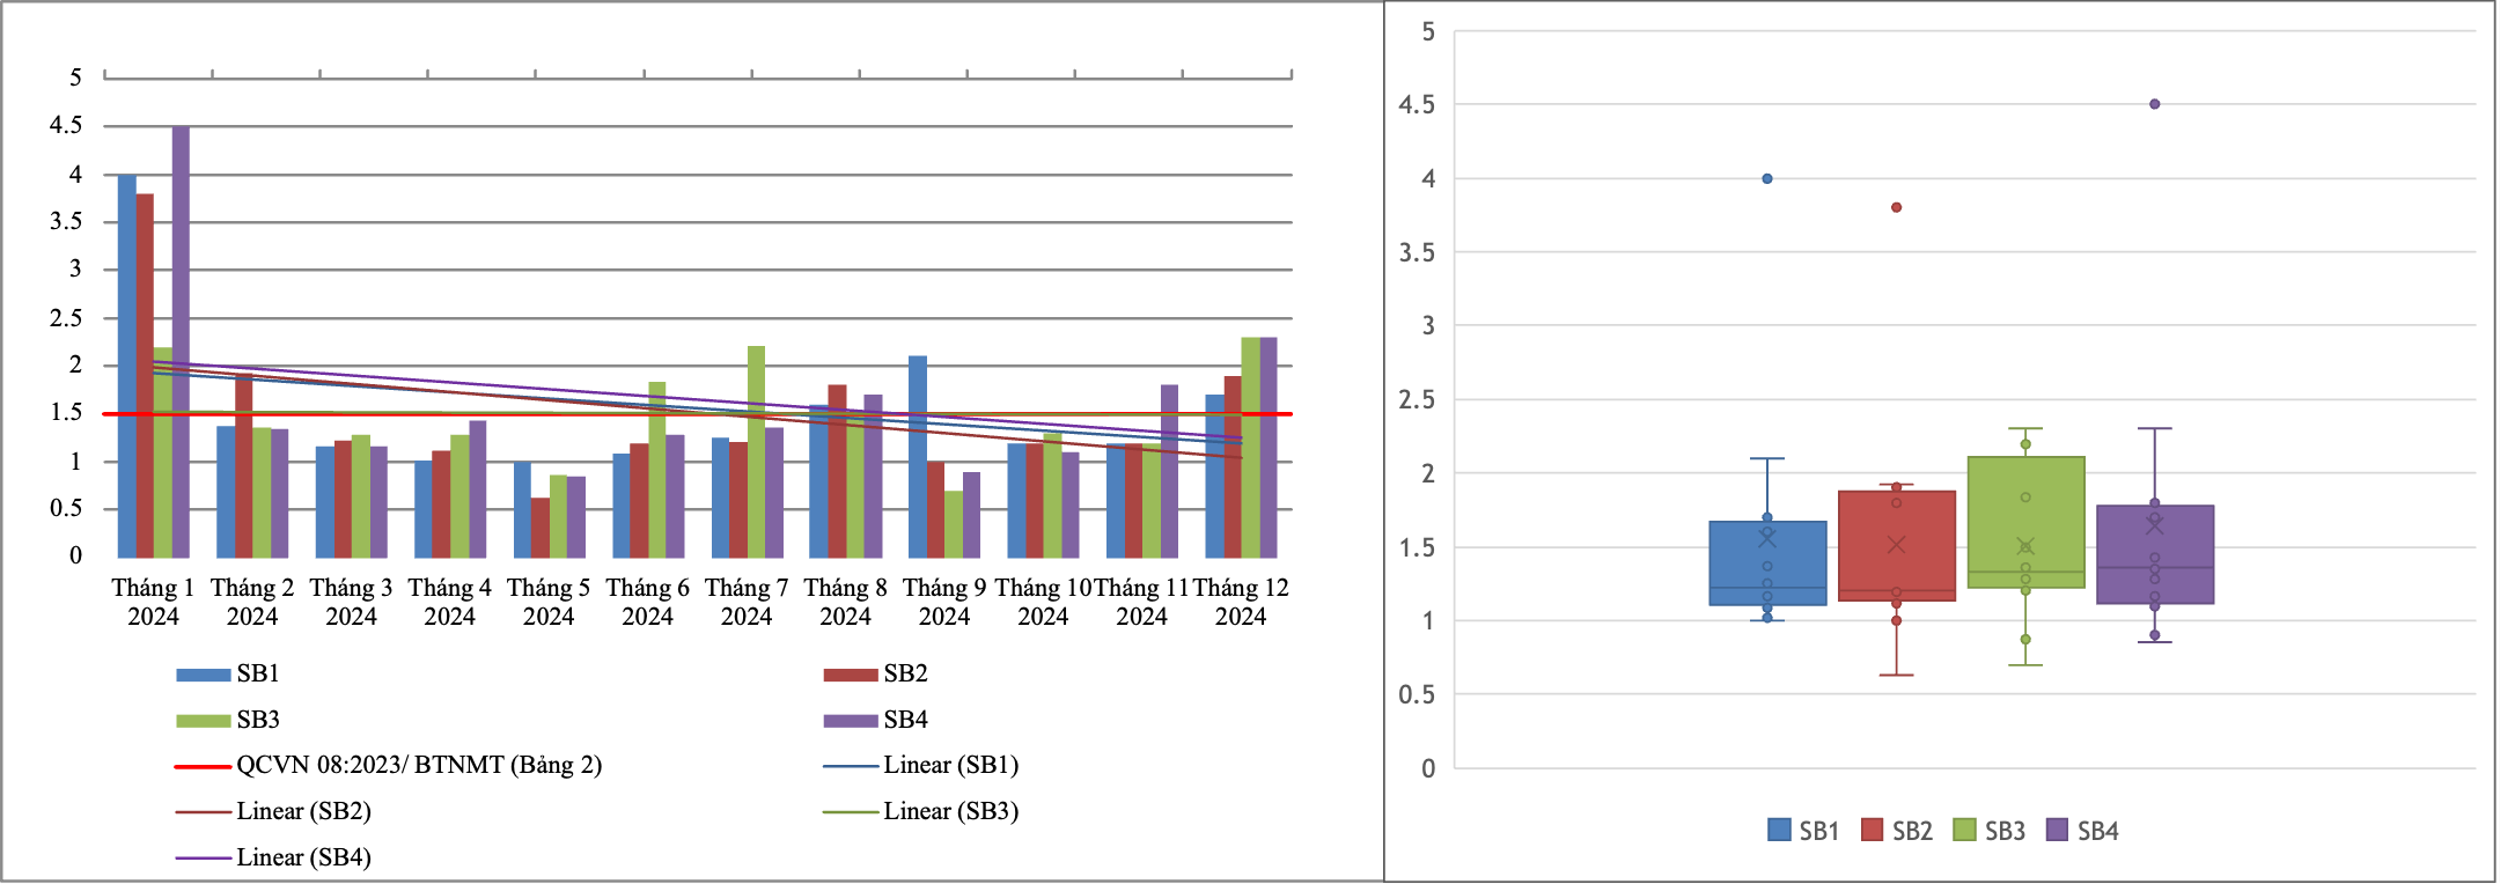 5
4.5
4
3.5
3
2.5
2
1.5
1
0.5
0
Tháng 1 2024
Tháng 2 2024
Tháng 3 2024
Tháng 4 2024
Tháng 5 2024
Tháng 6 2024
Tháng 7 2024
Tháng 8 2024
Tháng 9 2024
Tháng 10 2024
Tháng 11 2024
Tháng 12 2024
SB1
SB2
SB3
SB4
QCVN 08:2023/ BTNMT (Bảng 2)
Linear (SB1)
Linear (SB2)
Linear (SB3)
Linear (SB4)
5
4.5
4
3.5
3
2.5
2
1.5
1
0.5
0
SB1 SB2 SB3 SB4